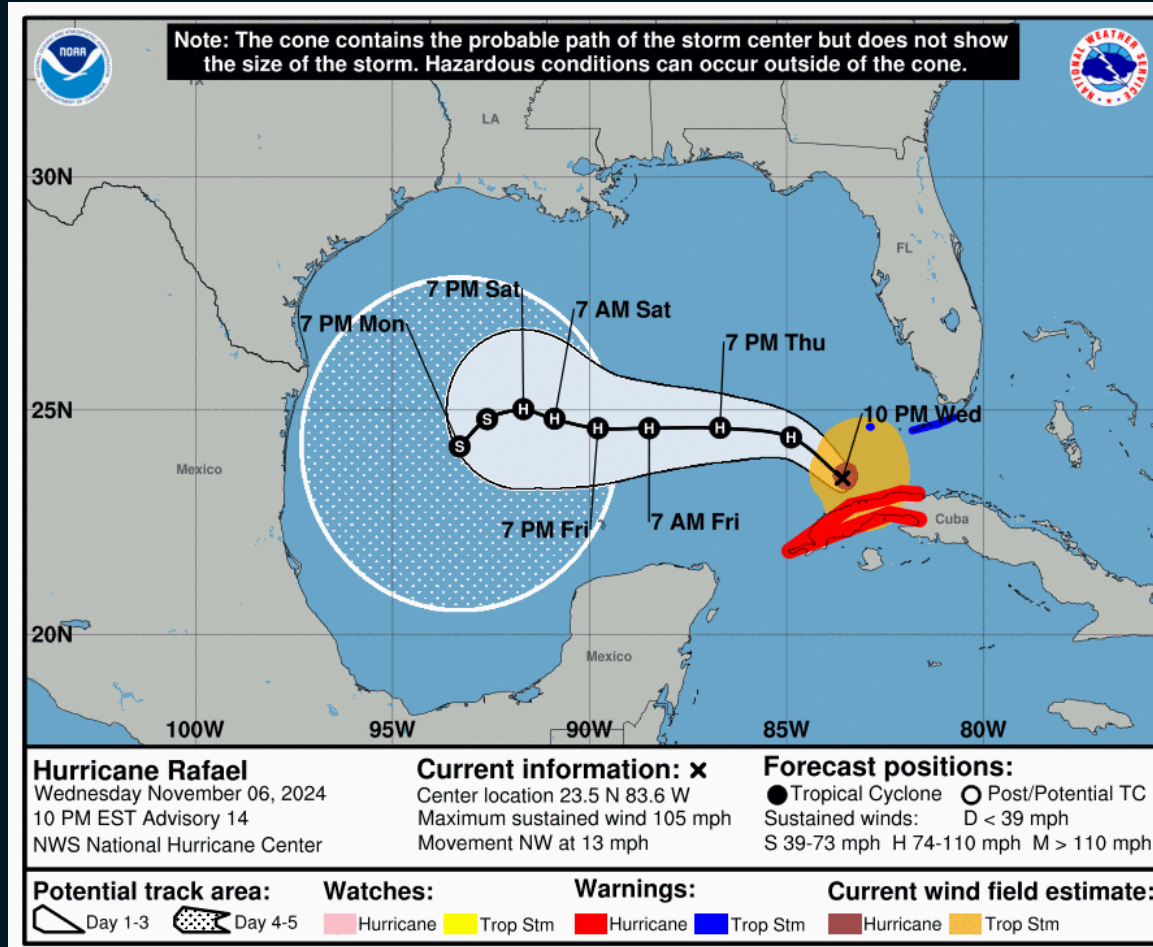 Note: The cone contains the probable path of the storm center but does not show
the size of the storm. Hazardous conditions can occur outside of the cone.
NOAA
NATIONAL WEATHER SERVICE
TX
LA
30N
FL
7 PM Sat
7 AM Sat
7 PM Mon
7 PM Thu
25N
10 PM Wed
H
S
H
H
H
H
H
S
Mexico
7 PM Fri
7 AM Fri
Cuba
20N
Mexico
100W
95W
90W
85W
80W
Hurricane Rafael
Wednesday November 06, 2024
10 PM EST Advisory 14
NWS National Hurricane Center
Current information:
Center location 23.5 N 83.6 W
Maximum sustained wind 105 mph
Movement NW at 13 mph
Forecast positions:
Tropical Cyclone Post/Potential TC
Sustained winds: D < 39 mph
S 39-73 mph H 74-110 mph M > 110 mph
Potential track area:
Day 1-3 Day 4-5
Watches:
Hurricane Trop Stm
Warnings:
Hurricane Trop Stm
Current wind field estimate:
Hurricane Trop Stm